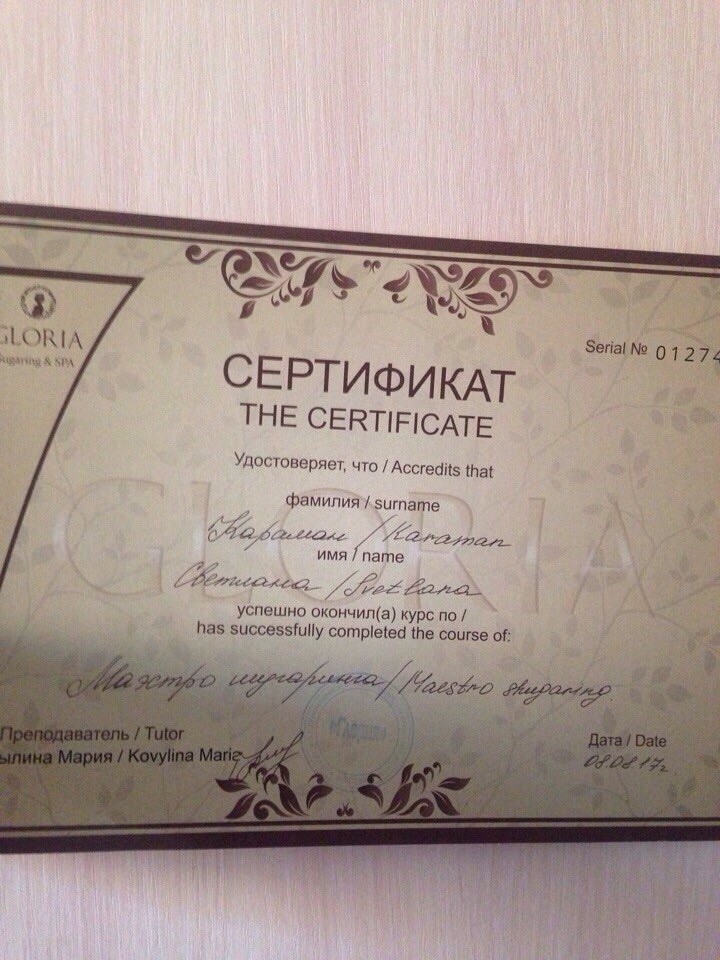 GLORIA
Sugaring & SPA
Serial № 01274
СЕРТИФИКАТ
THE CERTIFICATE
Удостоверяет, что / Accredits that
фамилия / surname
Караман / Karaman
имя / name
Светлана / Svetlana
успешно окончил(а) курс по /
has successfully completed the course of:
Маэстро шугаринга / Maestro shugaring
Преподаватель / Tutor
ылина Мария / Kovylina Maria
Дата / Date
08.08.17г
GLORIA